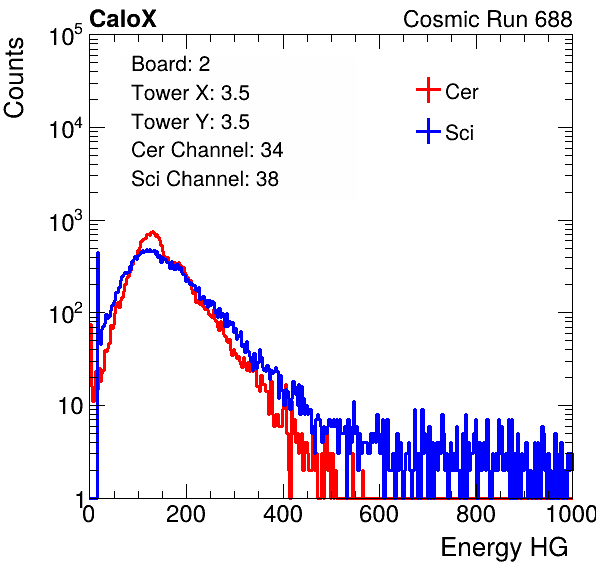 CaloX Cosmic Run 688
Counts
Board: 2
Tower X: 3.5
Tower Y: 3.5
Cer Channel: 34
Sci Channel: 38
Cer
Sci
10^5
10^4
10^3
10^2
10
1
0 200 400 600 800 1000
Energy HG